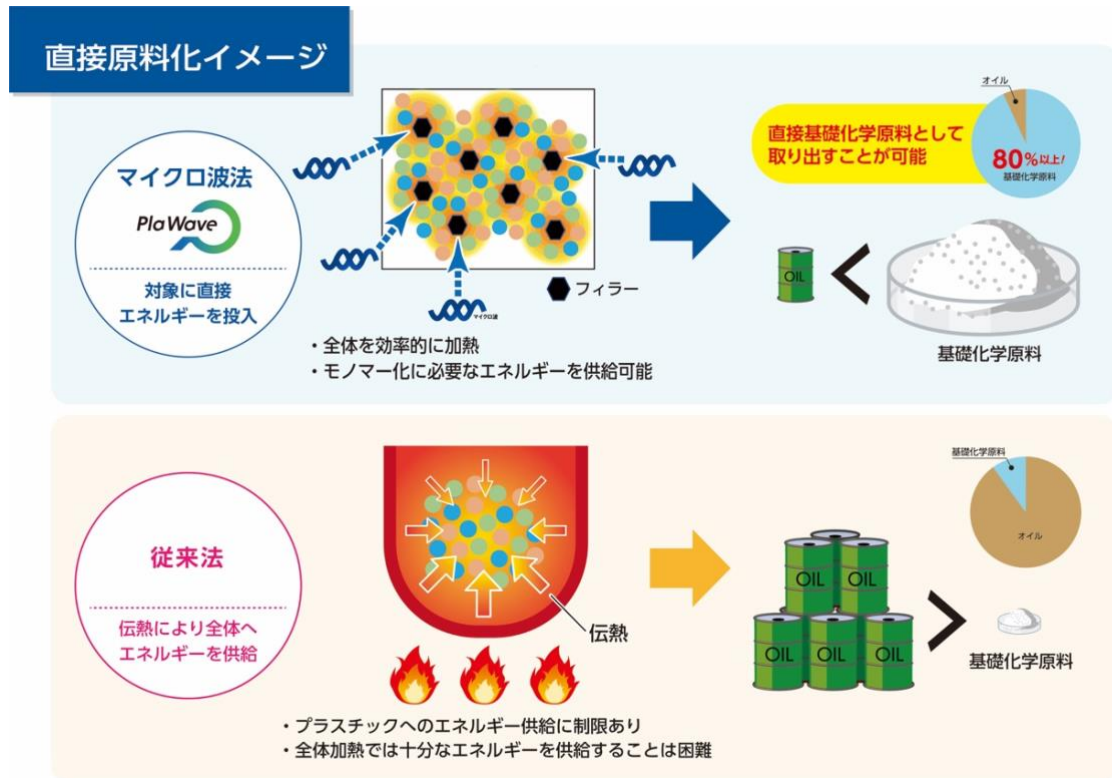 直接原料化イメージ
マイクロ波法
PlaWave
対象に直接
エネルギーを投入
マイクロ波
フィラー
・全体を効率的に加熱
・モノマー化に必要なエネルギーを供給可能
直接基礎化学原料として
取り出すことが可能
オイル
80%以上!
基礎化学原料
OIL
<
基礎化学原料
従来法
伝熱により全体へ
エネルギーを供給
伝熱
・プラスチックへのエネルギー供給に制限あり
・全体加熱では十分なエネルギーを供給することは困難
基礎化学原料
オイル
OIL OIL
OIL OIL OIL
>
基礎化学原料